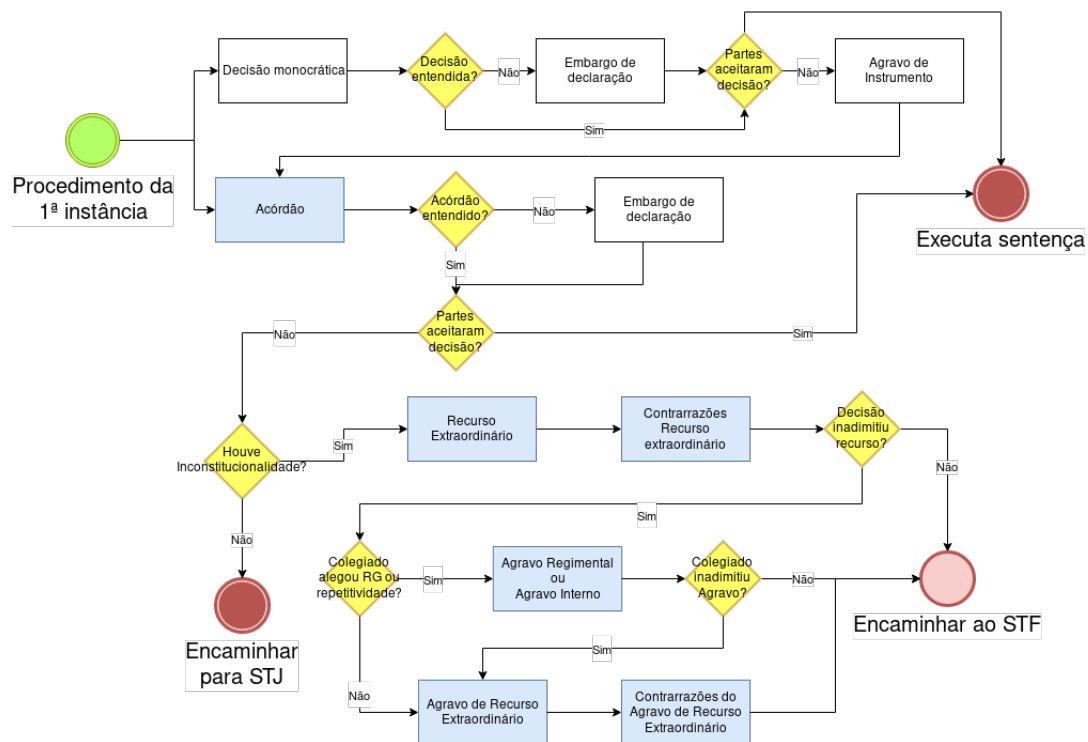 Decisão monocrática
Decisão
entendida?
Não
Embargo de
declaração
Partes
aceitaram
decisão?
Não
Agravo de
Instrumento
Sim
Procedimento da
1ª instância
Acórdão
Acórdão
entendido?
Não
Embargo de
declaração
Executa sentença
Sim
Partes
aceitaram
decisão?
Não
Sim
Houve
Inconstitucionalidade?
Sim
Recurso
Extraordinário
Contrarrazões
Recurso
extraordinário
Decisão
inadimitiu
recurso?
Não
Não
Sim
Colegiado
alegou RG ou
repetitividade?
Sim
Agravo Regimental
ou
Agravo Interno
Colegiado
inadimitiu
Agravo?
Não
Encaminhar ao STF
Encaminhar
para STJ
Sim
Não
Agravo de Recurso
Extraordinário
Contrarrazões do
Agravo de Recurso
Extraordinário